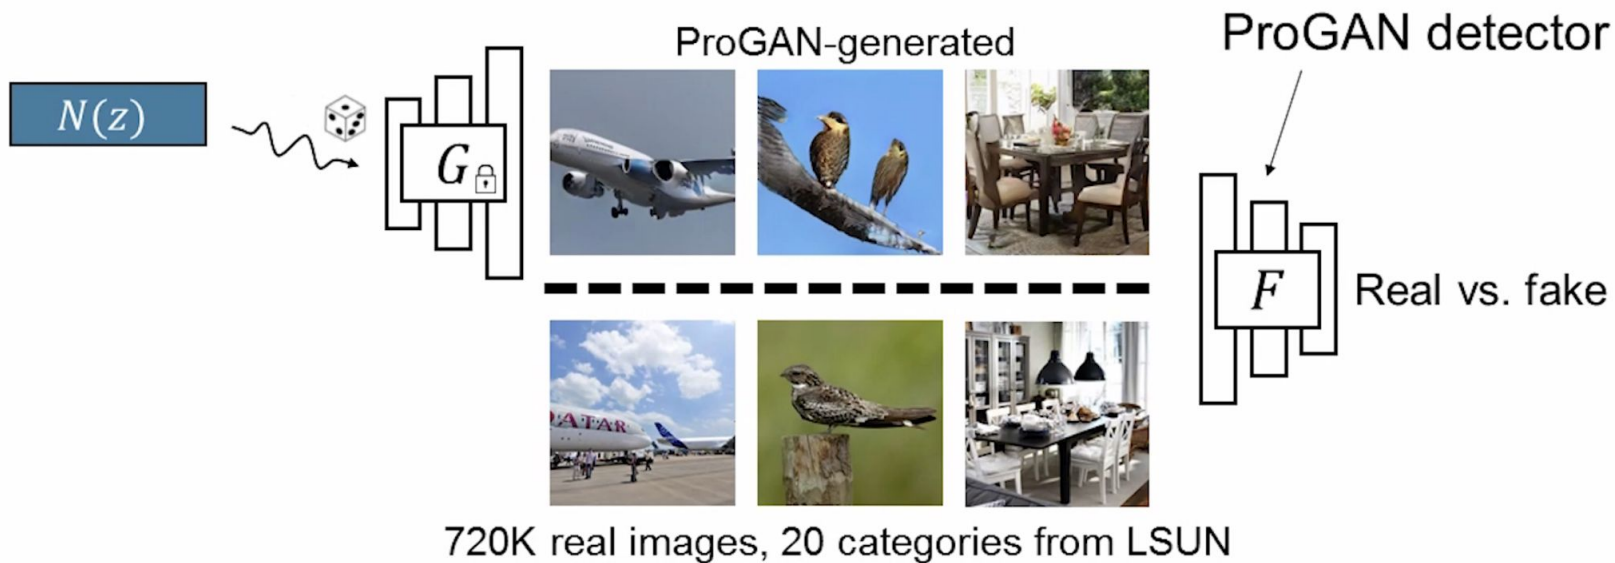 ProGAN-generated
ProGAN detector
N(z)
G
QATAR
F
Real vs. fake
720K real images, 20 categories from LSUN